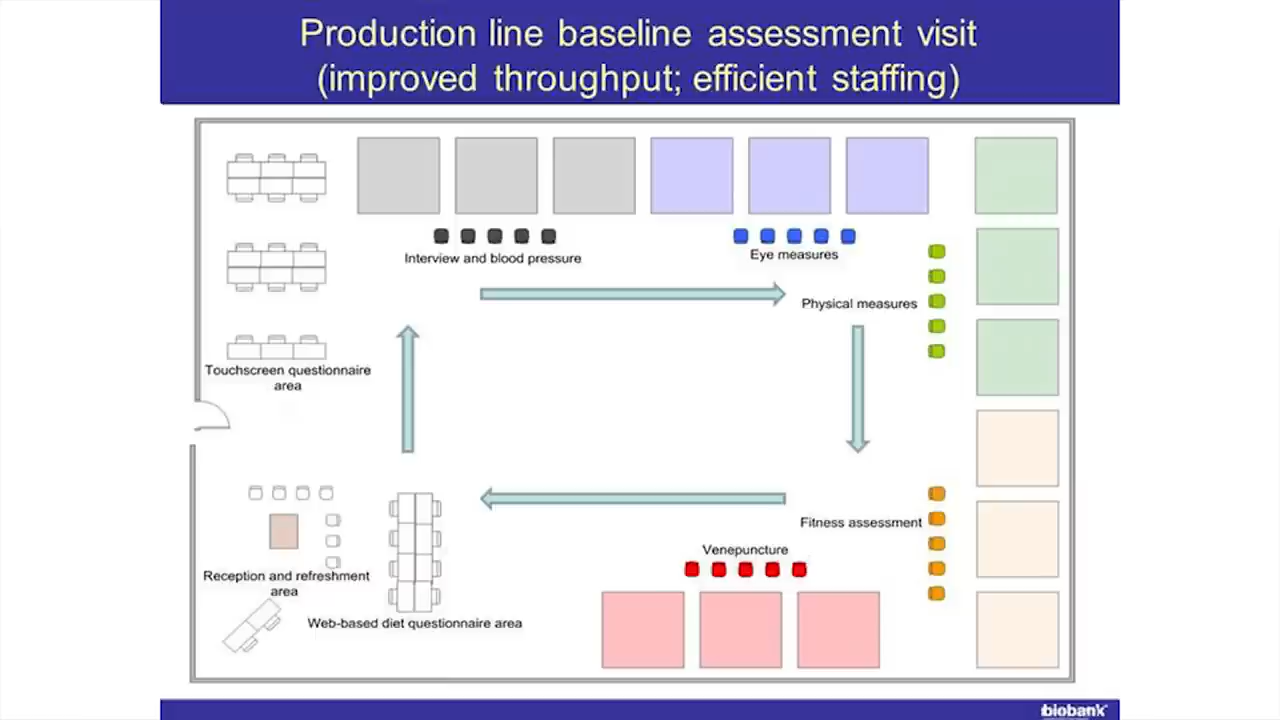 Production line baseline assessment visit
(improved throughput; efficient staffing)
Interview and blood pressure
Eye measures
Physical measures
Touchscreen questionnaire
area
Fitness assessment
Venepuncture
Reception and refreshment
area
Web-based diet questionnaire area
biobank